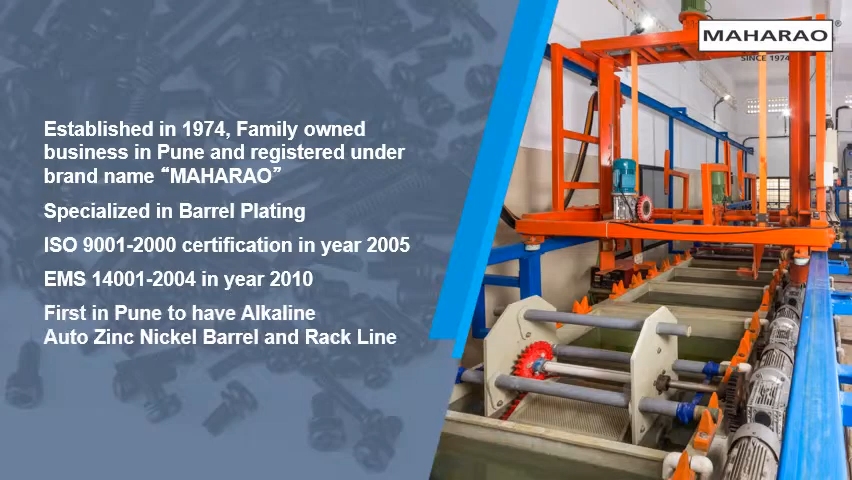 MAHARAO®
SINCE 1974
Established in 1974, Family owned
business in Pune and registered under
brand name “MAHARAO”
Specialized in Barrel Plating
ISO 9001-2000 certification in year 2005
EMS 14001-2004 in year 2010
First in Pune to have Alkaline
Auto Zinc Nickel Barrel and Rack Line